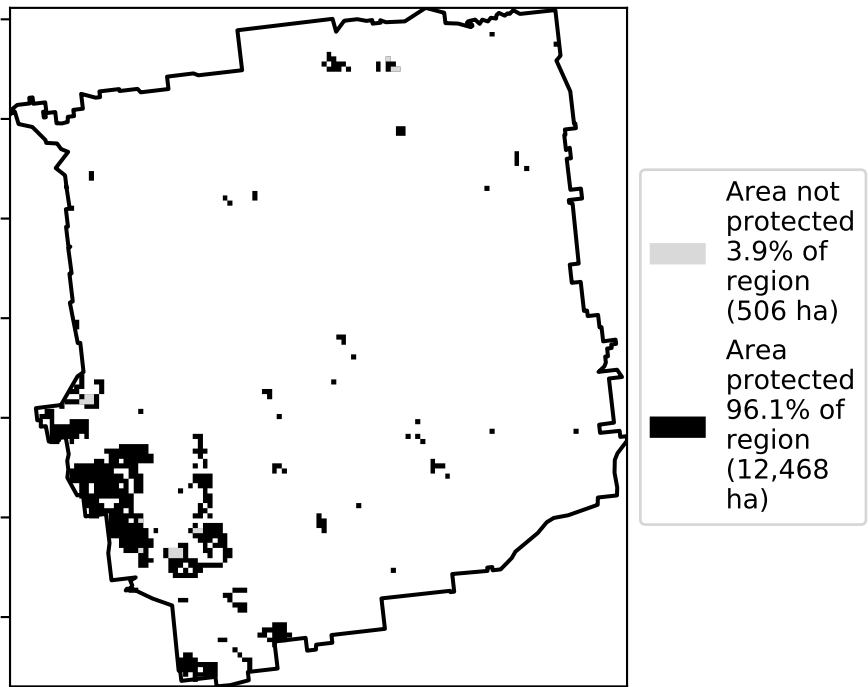 Area not
protected
3.9% of
region
(506 ha)
Area
protected
96.1% of
region
(12,468
ha)